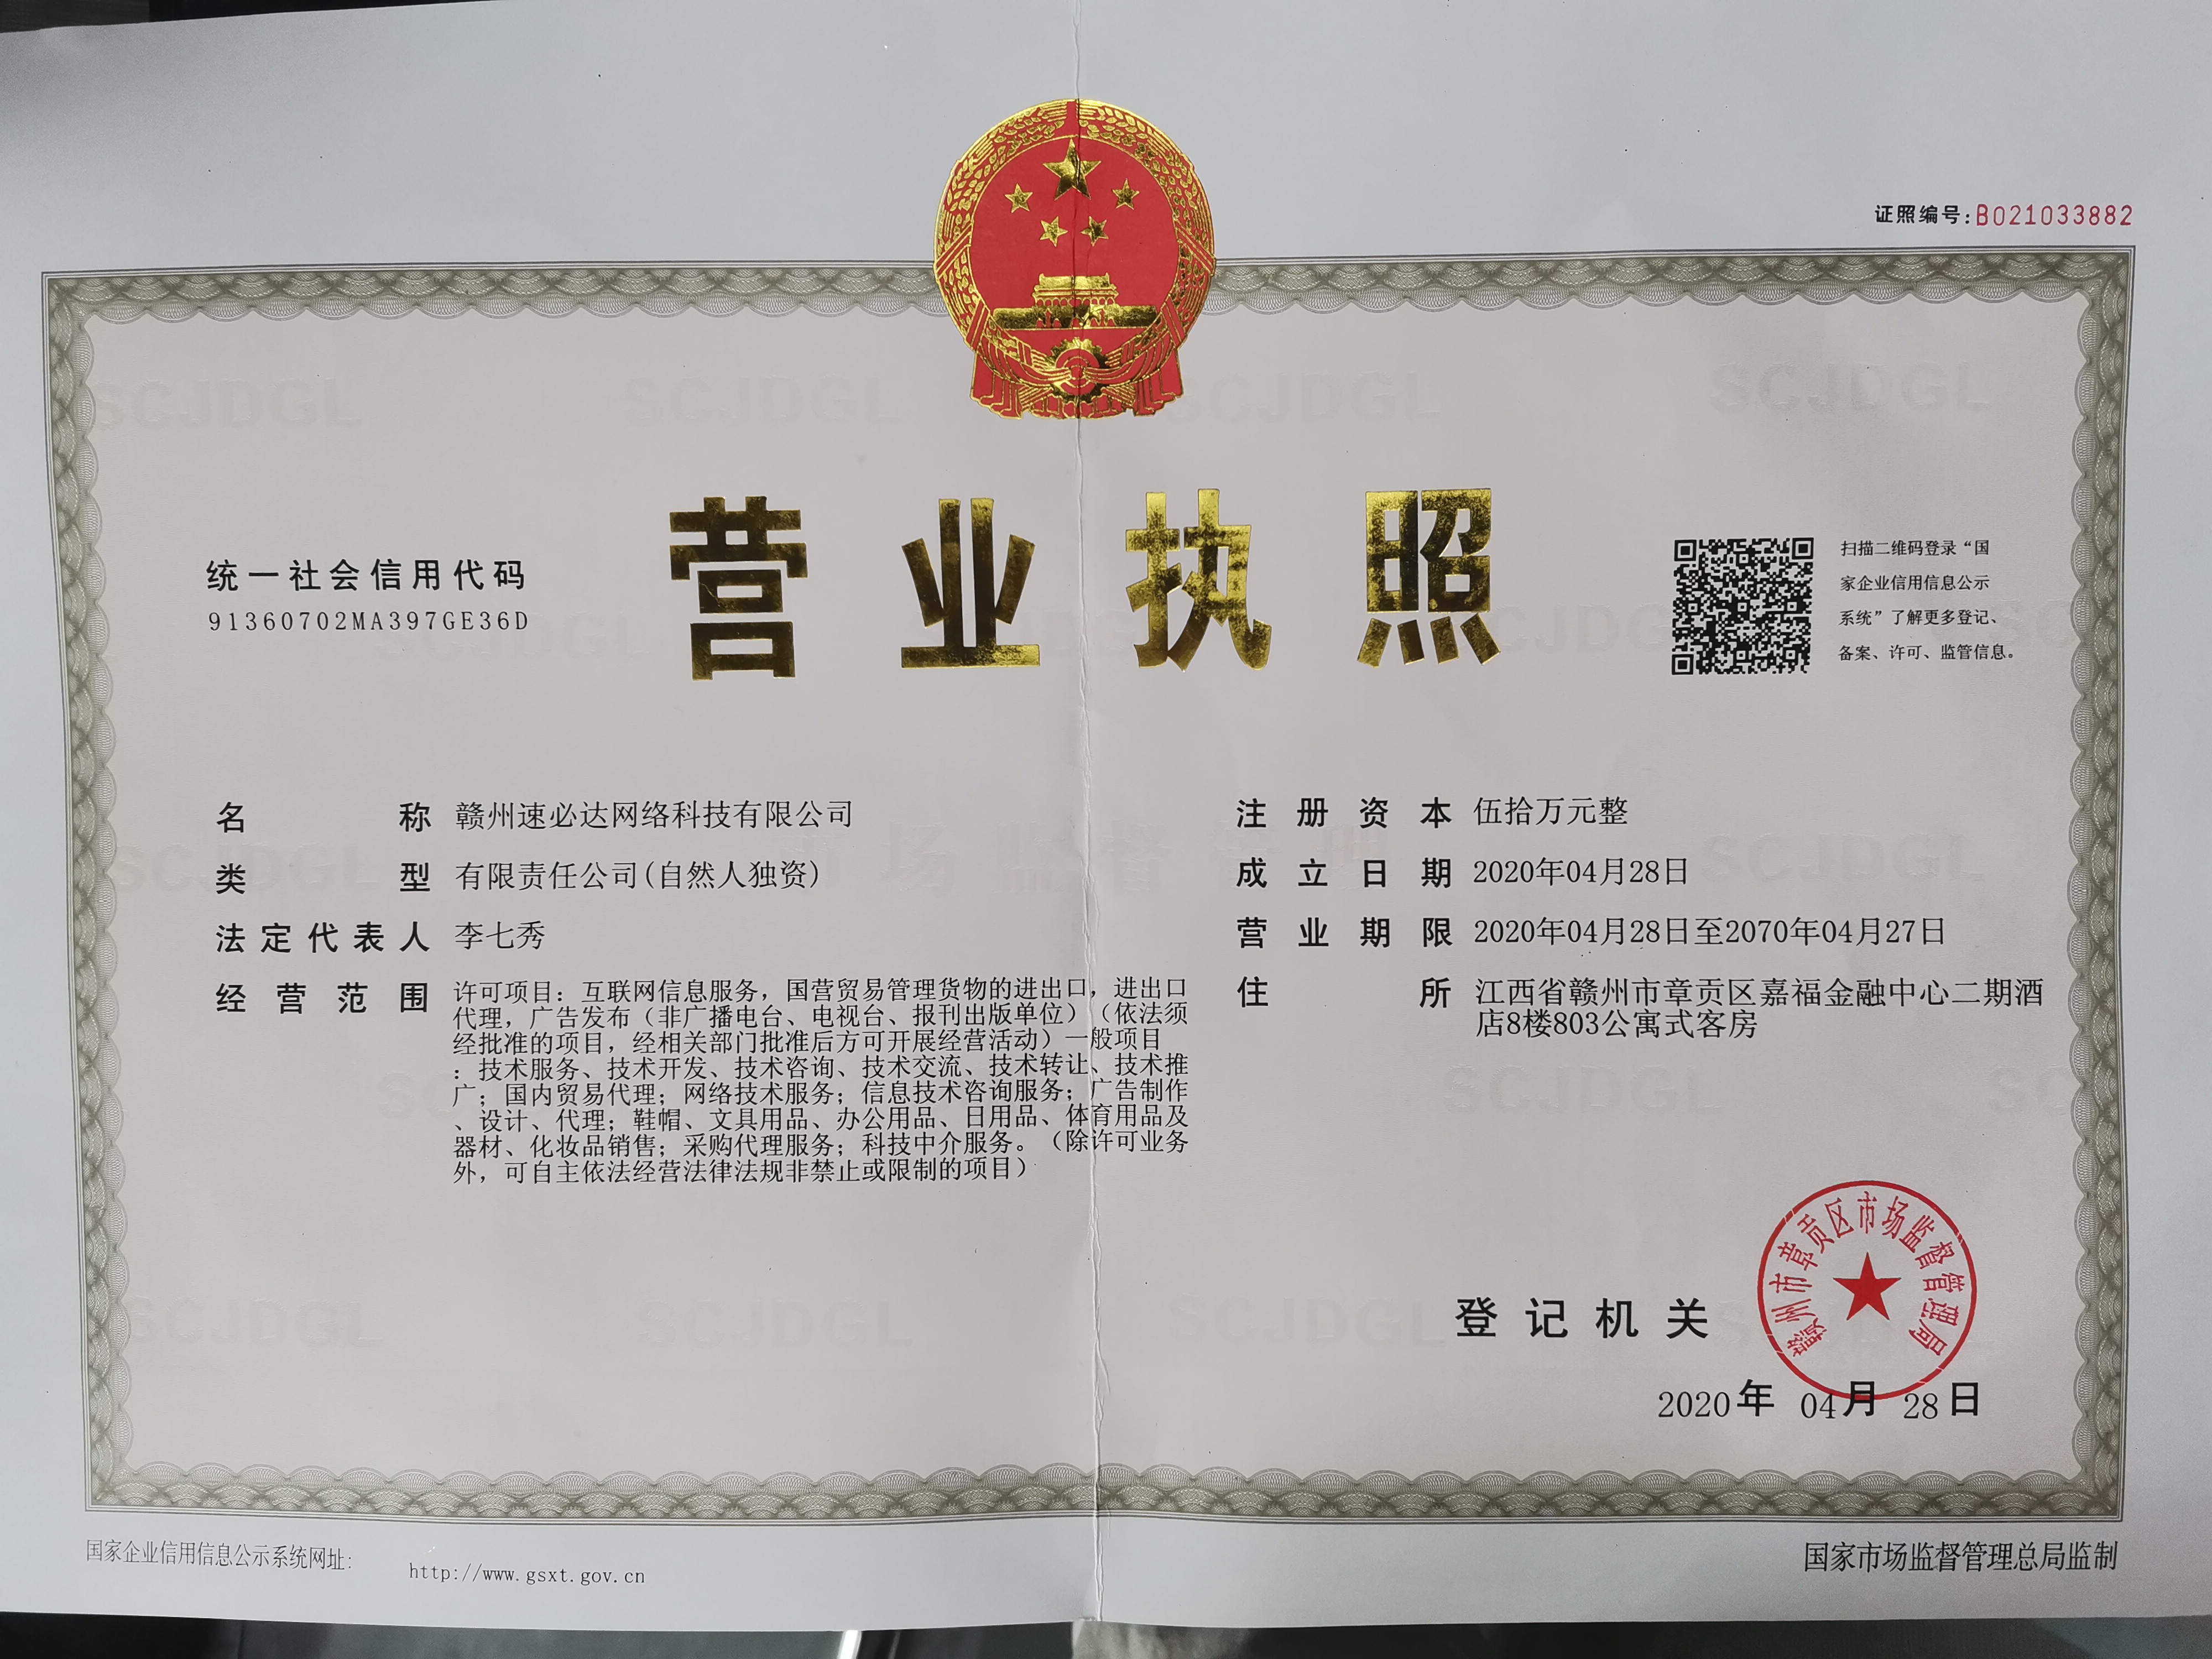 证照编号:B021033882
营业执照
统一社会信用代码
91360702MA397GE36D
扫描二维码登录“国
家企业信用信息公示
系统”了解更多登记、
备案、许可、监管信息。
名称 赣州速必达网络科技有限公司
类型 有限责任公司(自然人独资)
法定代表人 李七秀
经营范围 许可项目：互联网信息服务，国营贸易管理货物的进出口，进出口
代理，广告发布（非广播电台、电视台、报刊出版单位）（依法须
经批准的项目，经相关部门批准后方可开展经营活动）一般项目
：技术服务、技术开发、技术咨询、技术交流、技术转让、技术推
广；国内贸易代理；网络技术服务；信息技术咨询服务；广告制作
、设计、代理；鞋帽、文具用品、办公用品、日用品、体育用品及
器材、化妆品销售；采购代理服务；科技中介服务。（除许可业务
外，可自主依法经营法律法规非禁止或限制的项目）
注册资本 伍拾万元整
成立日期 2020年04月28日
营业期限 2020年04月28日至2070年04月27日
住所 江西省赣州市章贡区嘉福金融中心二期酒
店8楼803公寓式客房
登记机关
赣州市章贡区市场监督管理局
2020年 04月 28日
国家企业信用信息公示系统网址: http://www.gsxt.gov.cn
国家市场监督管理总局监制
SCJDGL
市场监督管理